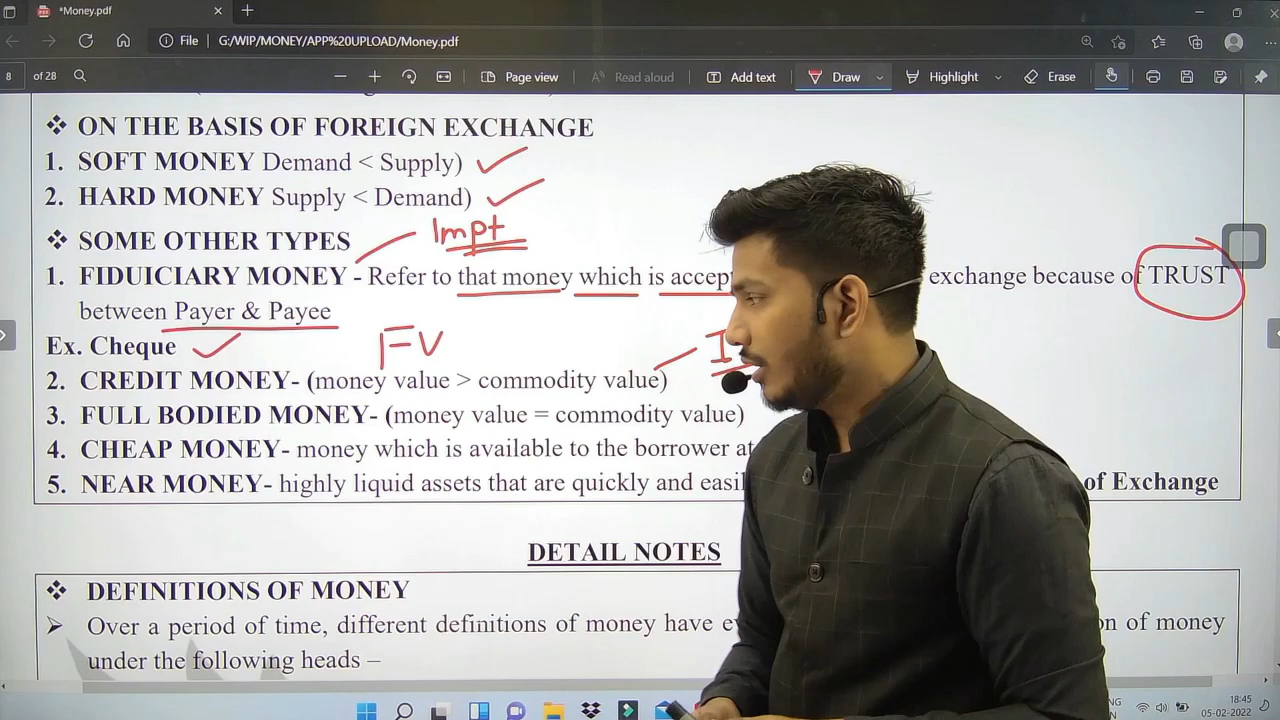 *Money.pdf
File G:/WIP/MONEY/APP%20UPLOAD/Money.pdf
8 of 28 Page view Read aloud Add text Draw Highlight Erase
❖ ON THE BASIS OF FOREIGN EXCHANGE
1. SOFT MONEY Demand < Supply)
2. HARD MONEY Supply < Demand)
Impt
❖ SOME OTHER TYPES
1. FIDUICIARY MONEY - Refer to that money which is exchange because of TRUST
between Payer & Payee
Ex. Cheque
FV
2. CREDIT MONEY- (money value > commodity value)
3. FULL BODIED MONEY- (money value = commodity value)
4. CHEAP MONEY- money which is available to the borrower at
5. NEAR MONEY- highly liquid assets that are quickly and of Exchange
DETAIL NOTES
❖ DEFINITIONS OF MONEY
➢ Over a period of time, different definitions of money have of money
under the following heads –
18:45
05-02-2022